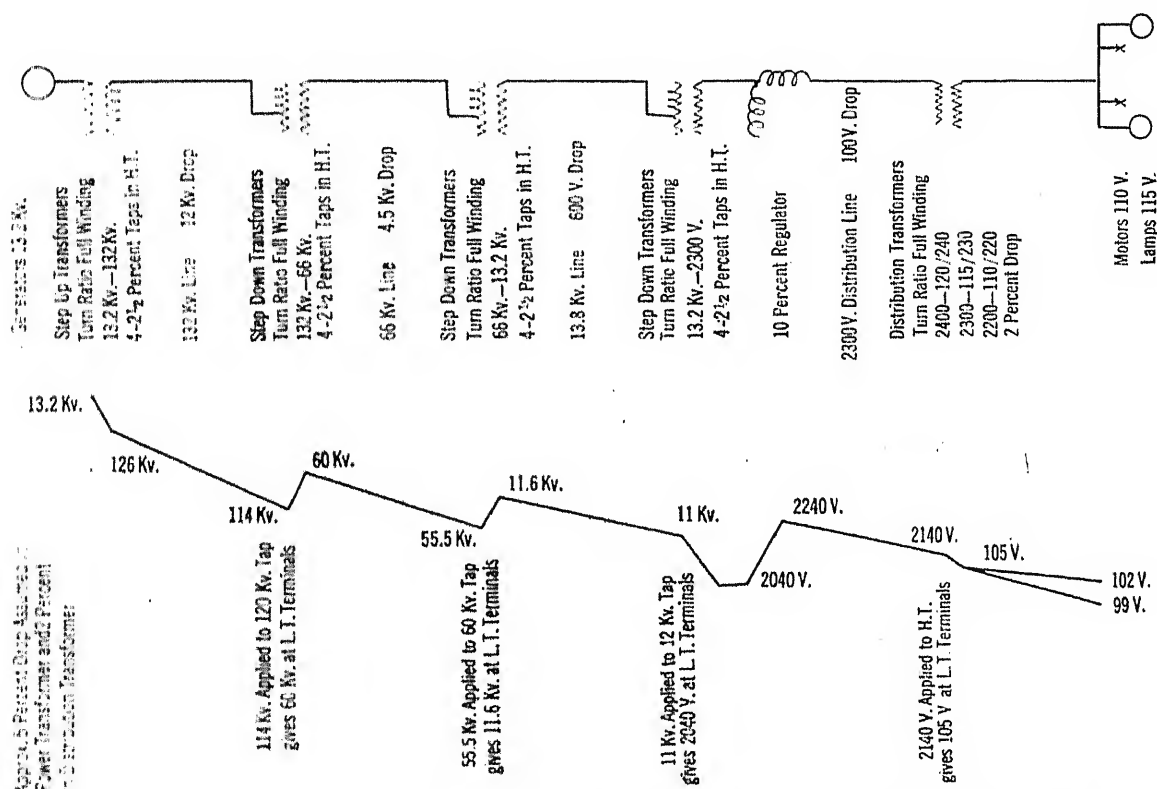 Generators 13.2 Kv.
Step Up Transformers
Turn Ratio Full Winding
13.2 Kv.—132 Kv.
4-2½ Percent Taps in H.T.
132 Kv. Line 12 Kv. Drop
Step Down Transformers
Turn Ratio Full Winding
132 Kv.—66 Kv.
4-2½ Percent Taps in H.T.
66 Kv. Line 4.5 Kv. Drop
Step Down Transformers
Turn Ratio Full Winding
66 Kv.—13.2 Kv.
4-2½ Percent Taps in H.T.
13.8 Kv. Line 600 V. Drop
Step Down Transformers
Turn Ratio Full Winding
13.2 Kv.—2300 V.
4-2½ Percent Taps in H.T.
10 Percent Regulator
2300 V. Distribution Line 100 V. Drop
Distribution Transformers
Turn Ratio Full Winding
2400—120/240
2300—115/230
2200—110/220
2 Percent Drop
Motors 110 V.
Lamps 115 V.
13.2 Kv.
126 Kv.
114 Kv.
60 Kv.
55.5 Kv.
11.6 Kv.
11 Kv.
2040 V.
2240 V.
2140 V.
105 V.
102 V.
99 V.
Approx. 5 Percent Drop Assumed in
Power Transformer and 2 Percent
in Distribution Transformer
114 Kv. Applied to 120 Kv. Tap
gives 60 Kv. at L.T. Terminals
55.5 Kv. Applied to 60 Kv. Tap
gives 11.6 Kv. at L.T. Terminals
11 Kv. Applied to 12 Kv. Tap
gives 2040 V. at L.T. Terminals
2140 V. Applied to H.T.
gives 105 V at L.T. Terminals